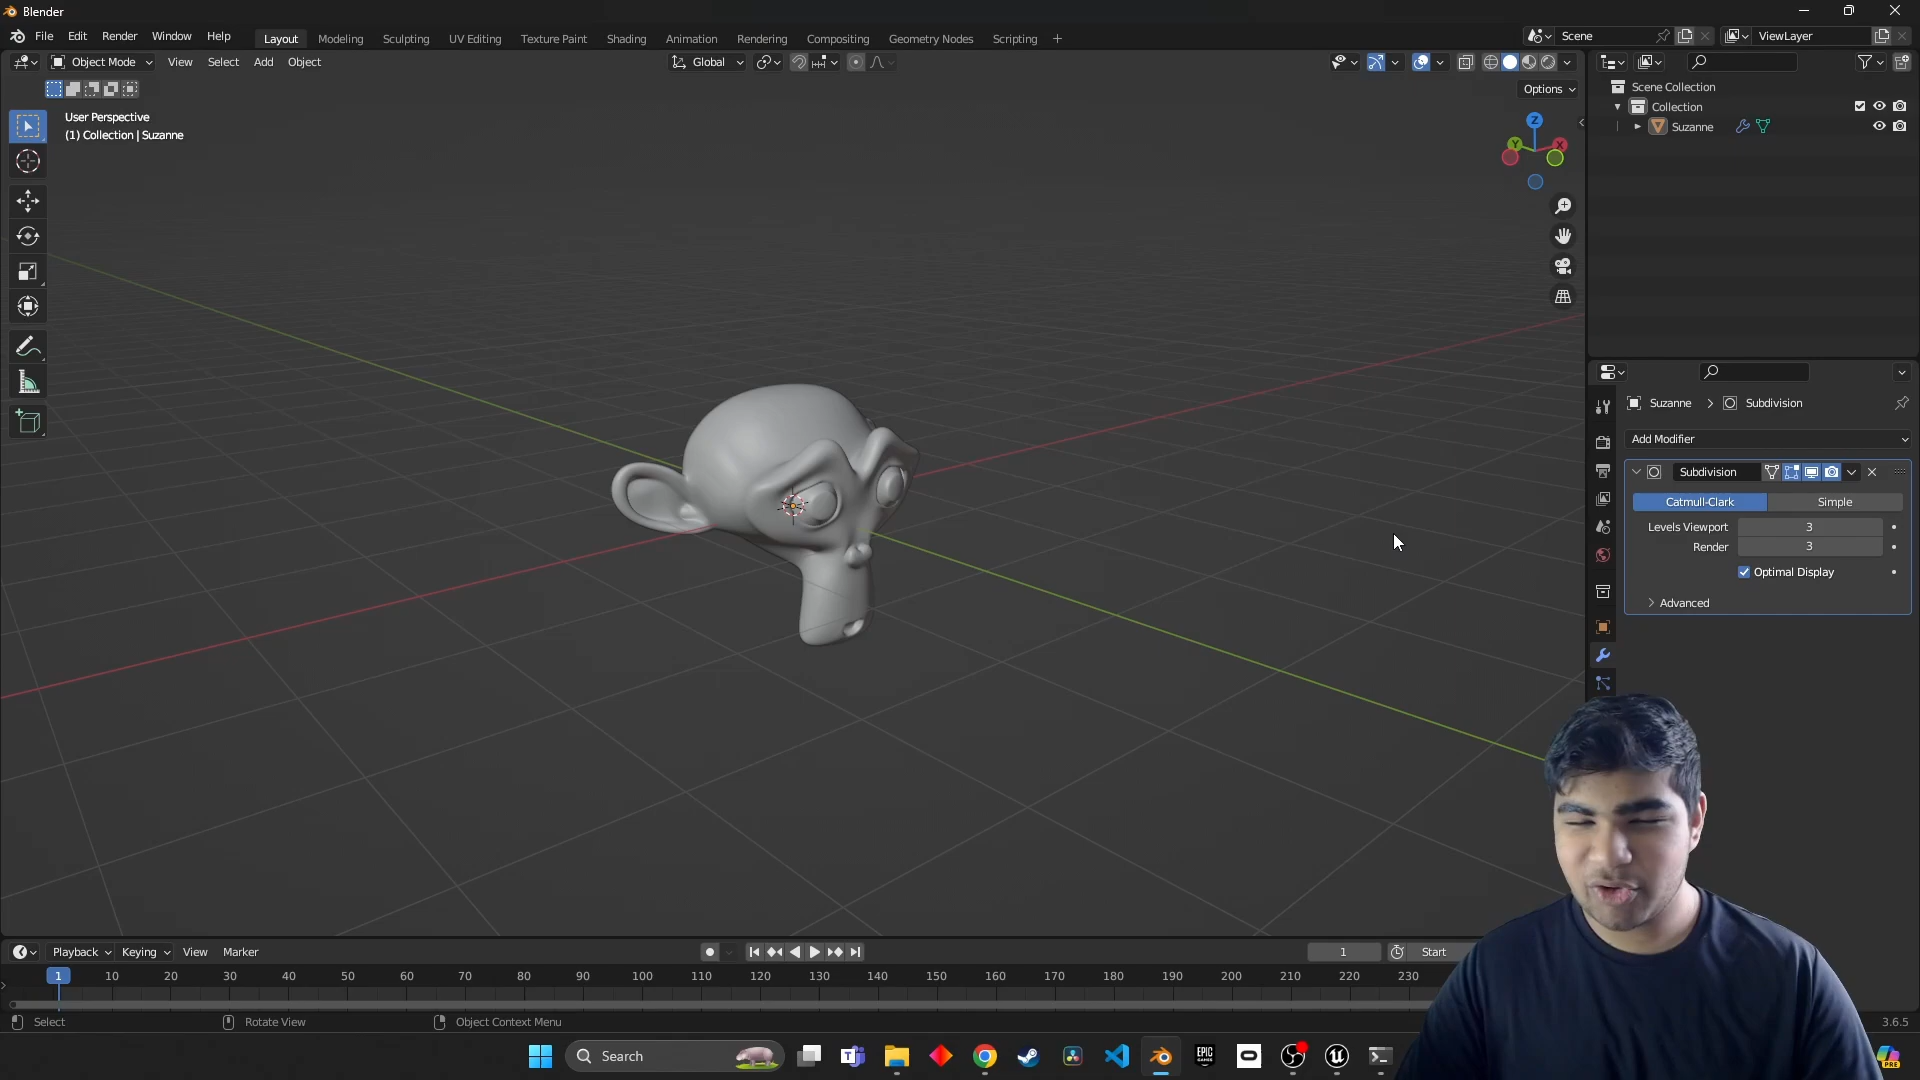 Blender
File Edit Render Window Help
Layout Modeling Sculpting UV Editing Texture Paint Shading Animation Rendering Compositing Geometry Nodes Scripting +
Scene
ViewLayer
Object Mode View Select Add Object
Global
Options
User Perspective
(1) Collection | Suzanne
Z
Y
X
Scene Collection
Collection
Suzanne
Suzanne > Subdivision
Add Modifier
Subdivision
Catmull-Clark Simple
Levels Viewport 3
Render 3
Optimal Display
Advanced
Playback Keying View Marker
1 Start
1 10 20 30 40 50 60 70 80 90 100 110 120 130 140 150 160 170 180 190 200 210 220 230
Select Rotate View Object Context Menu
3.6.5
Search
EPIC GAMES
PRE